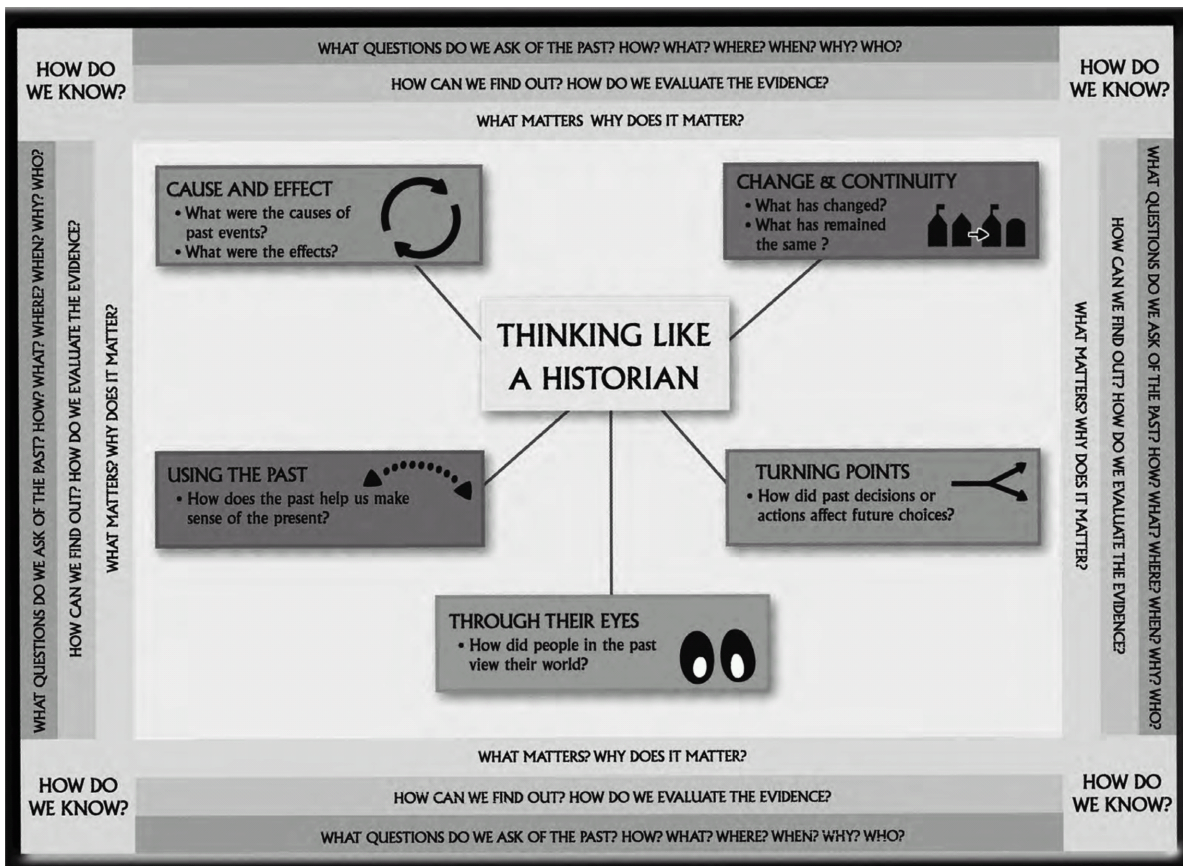 WHAT QUESTIONS DO WE ASK OF THE PAST? HOW? WHAT? WHERE? WHEN? WHY? WHO?
HOW DO
WE KNOW?
HOW CAN WE FIND OUT? HOW DO WE EVALUATE THE EVIDENCE?
HOW DO
WE KNOW?
WHAT MATTERS WHY DOES IT MATTER?
WHAT QUESTIONS DO WE ASK OF THE PAST? HOW? WHAT? WHERE? WHEN? WHY? WHO?
HOW CAN WE FIND OUT? HOW DO WE EVALUATE THE EVIDENCE?
WHAT MATTERS? WHY DOES IT MATTER?
CAUSE AND EFFECT
• What were the causes of
past events?
• What were the effects?
CHANGE & CONTINUITY
• What has changed?
• What has remained
the same ?
THINKING LIKE
A HISTORIAN
USING THE PAST
• How does the past help us make
sense of the present?
TURNING POINTS
• How did past decisions or
actions affect future choices?
THROUGH THEIR EYES
• How did people in the past
view their world?
WHAT MATTERS? WHY DOES IT MATTER?
HOW CAN WE FIND OUT? HOW DO WE EVALUATE THE EVIDENCE?
WHAT QUESTIONS DO WE ASK OF THE PAST? HOW? WHAT? WHERE? WHEN? WHY? WHO?
HOW DO
WE KNOW?
WHAT MATTERS? WHY DOES IT MATTER?
HOW CAN WE FIND OUT? HOW DO WE EVALUATE THE EVIDENCE?
WHAT QUESTIONS DO WE ASK OF THE PAST? HOW? WHAT? WHERE? WHEN? WHY? WHO?
HOW DO
WE KNOW?